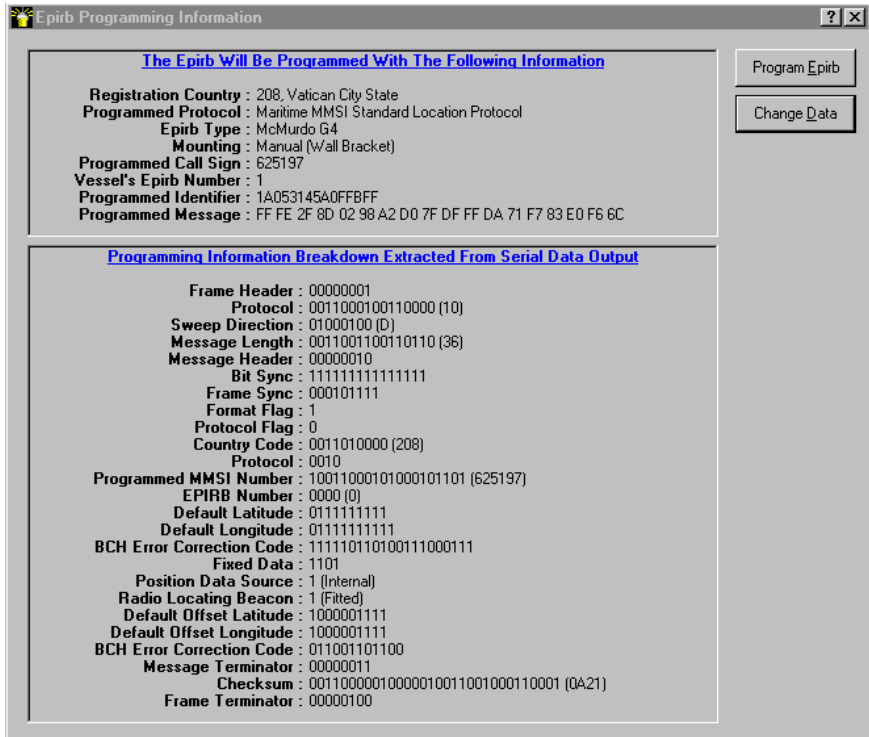 Epirb Programming Information
The Epirb Will Be Programmed With The Following Information
Registration Country : 208, Vatican City State
Programmed Protocol : Maritime MMSI Standard Location Protocol
Epirb Type : McMurdo G4
Mounting : Manual (Wall Bracket)
Programmed Call Sign : 625197
Vessel's Epirb Number : 1
Programmed Identifier : 1A053145A0FFBFF
Programmed Message : FF FE 2F 8D 02 98 A2 D0 7F DF FF DA 71 F7 83 E0 F6 6C
Program Epirb
Change Data
Programming Information Breakdown Extracted From Serial Data Output
Frame Header : 00000001
Protocol : 0011000100110000 (10)
Sweep Direction : 01000100 (D)
Message Length : 0011001100110110 (36)
Message Header : 00000010
Bit Sync : 111111111111111
Frame Sync : 000101111
Format Flag : 1
Protocol Flag : 0
Country Code : 0011010000 (208)
Protocol : 0010
Programmed MMSI Number : 10011000101000101101 (625197)
EPIRB Number : 0000 (0)
Default Latitude : 0111111111
Default Longitude : 01111111111
BCH Error Correction Code : 111110110100111000111
Fixed Data : 1101
Position Data Source : 1 (Internal)
Radio Locating Beacon : 1 (Fitted)
Default Offset Latitude : 1000001111
Default Offset Longitude : 1000001111
BCH Error Correction Code : 011001101100
Message Terminator : 00000011
Checksum : 00110000010000010011001000110001 (0A21)
Frame Terminator : 00000100